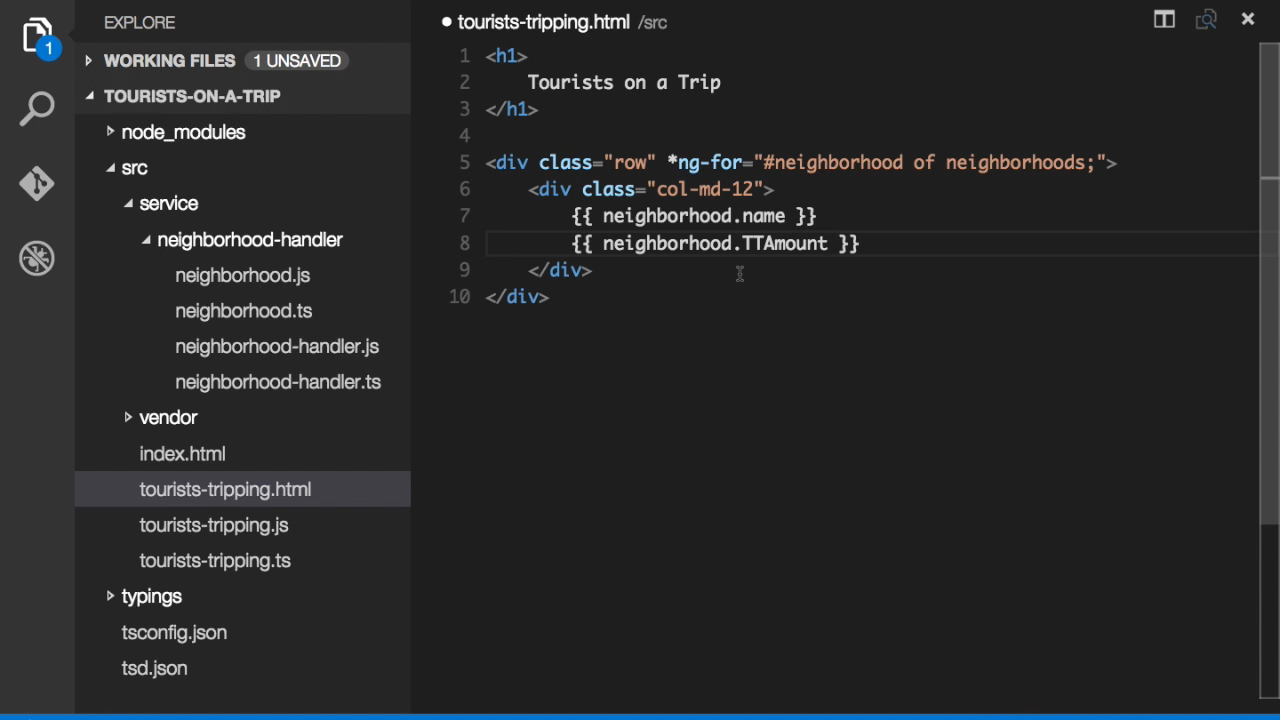 1
EXPLORE
WORKING FILES 1 UNSAVED
TOURISTS-ON-A-TRIP
node_modules
src
service
neighborhood-handler
neighborhood.js
neighborhood.ts
neighborhood-handler.js
neighborhood-handler.ts
vendor
index.html
tourists-tripping.html
tourists-tripping.js
tourists-tripping.ts
typings
tsconfig.json
tsd.json
tourists-tripping.html /src
1 <h1>
2 Tourists on a Trip
3 </h1>
4
5 <div class="row" *ng-for="#neighborhood of neighborhoods;">
6 <div class="col-md-12">
7 {{ neighborhood.name }}
8 {{ neighborhood.TTAmount }}
9 </div>
10 </div>